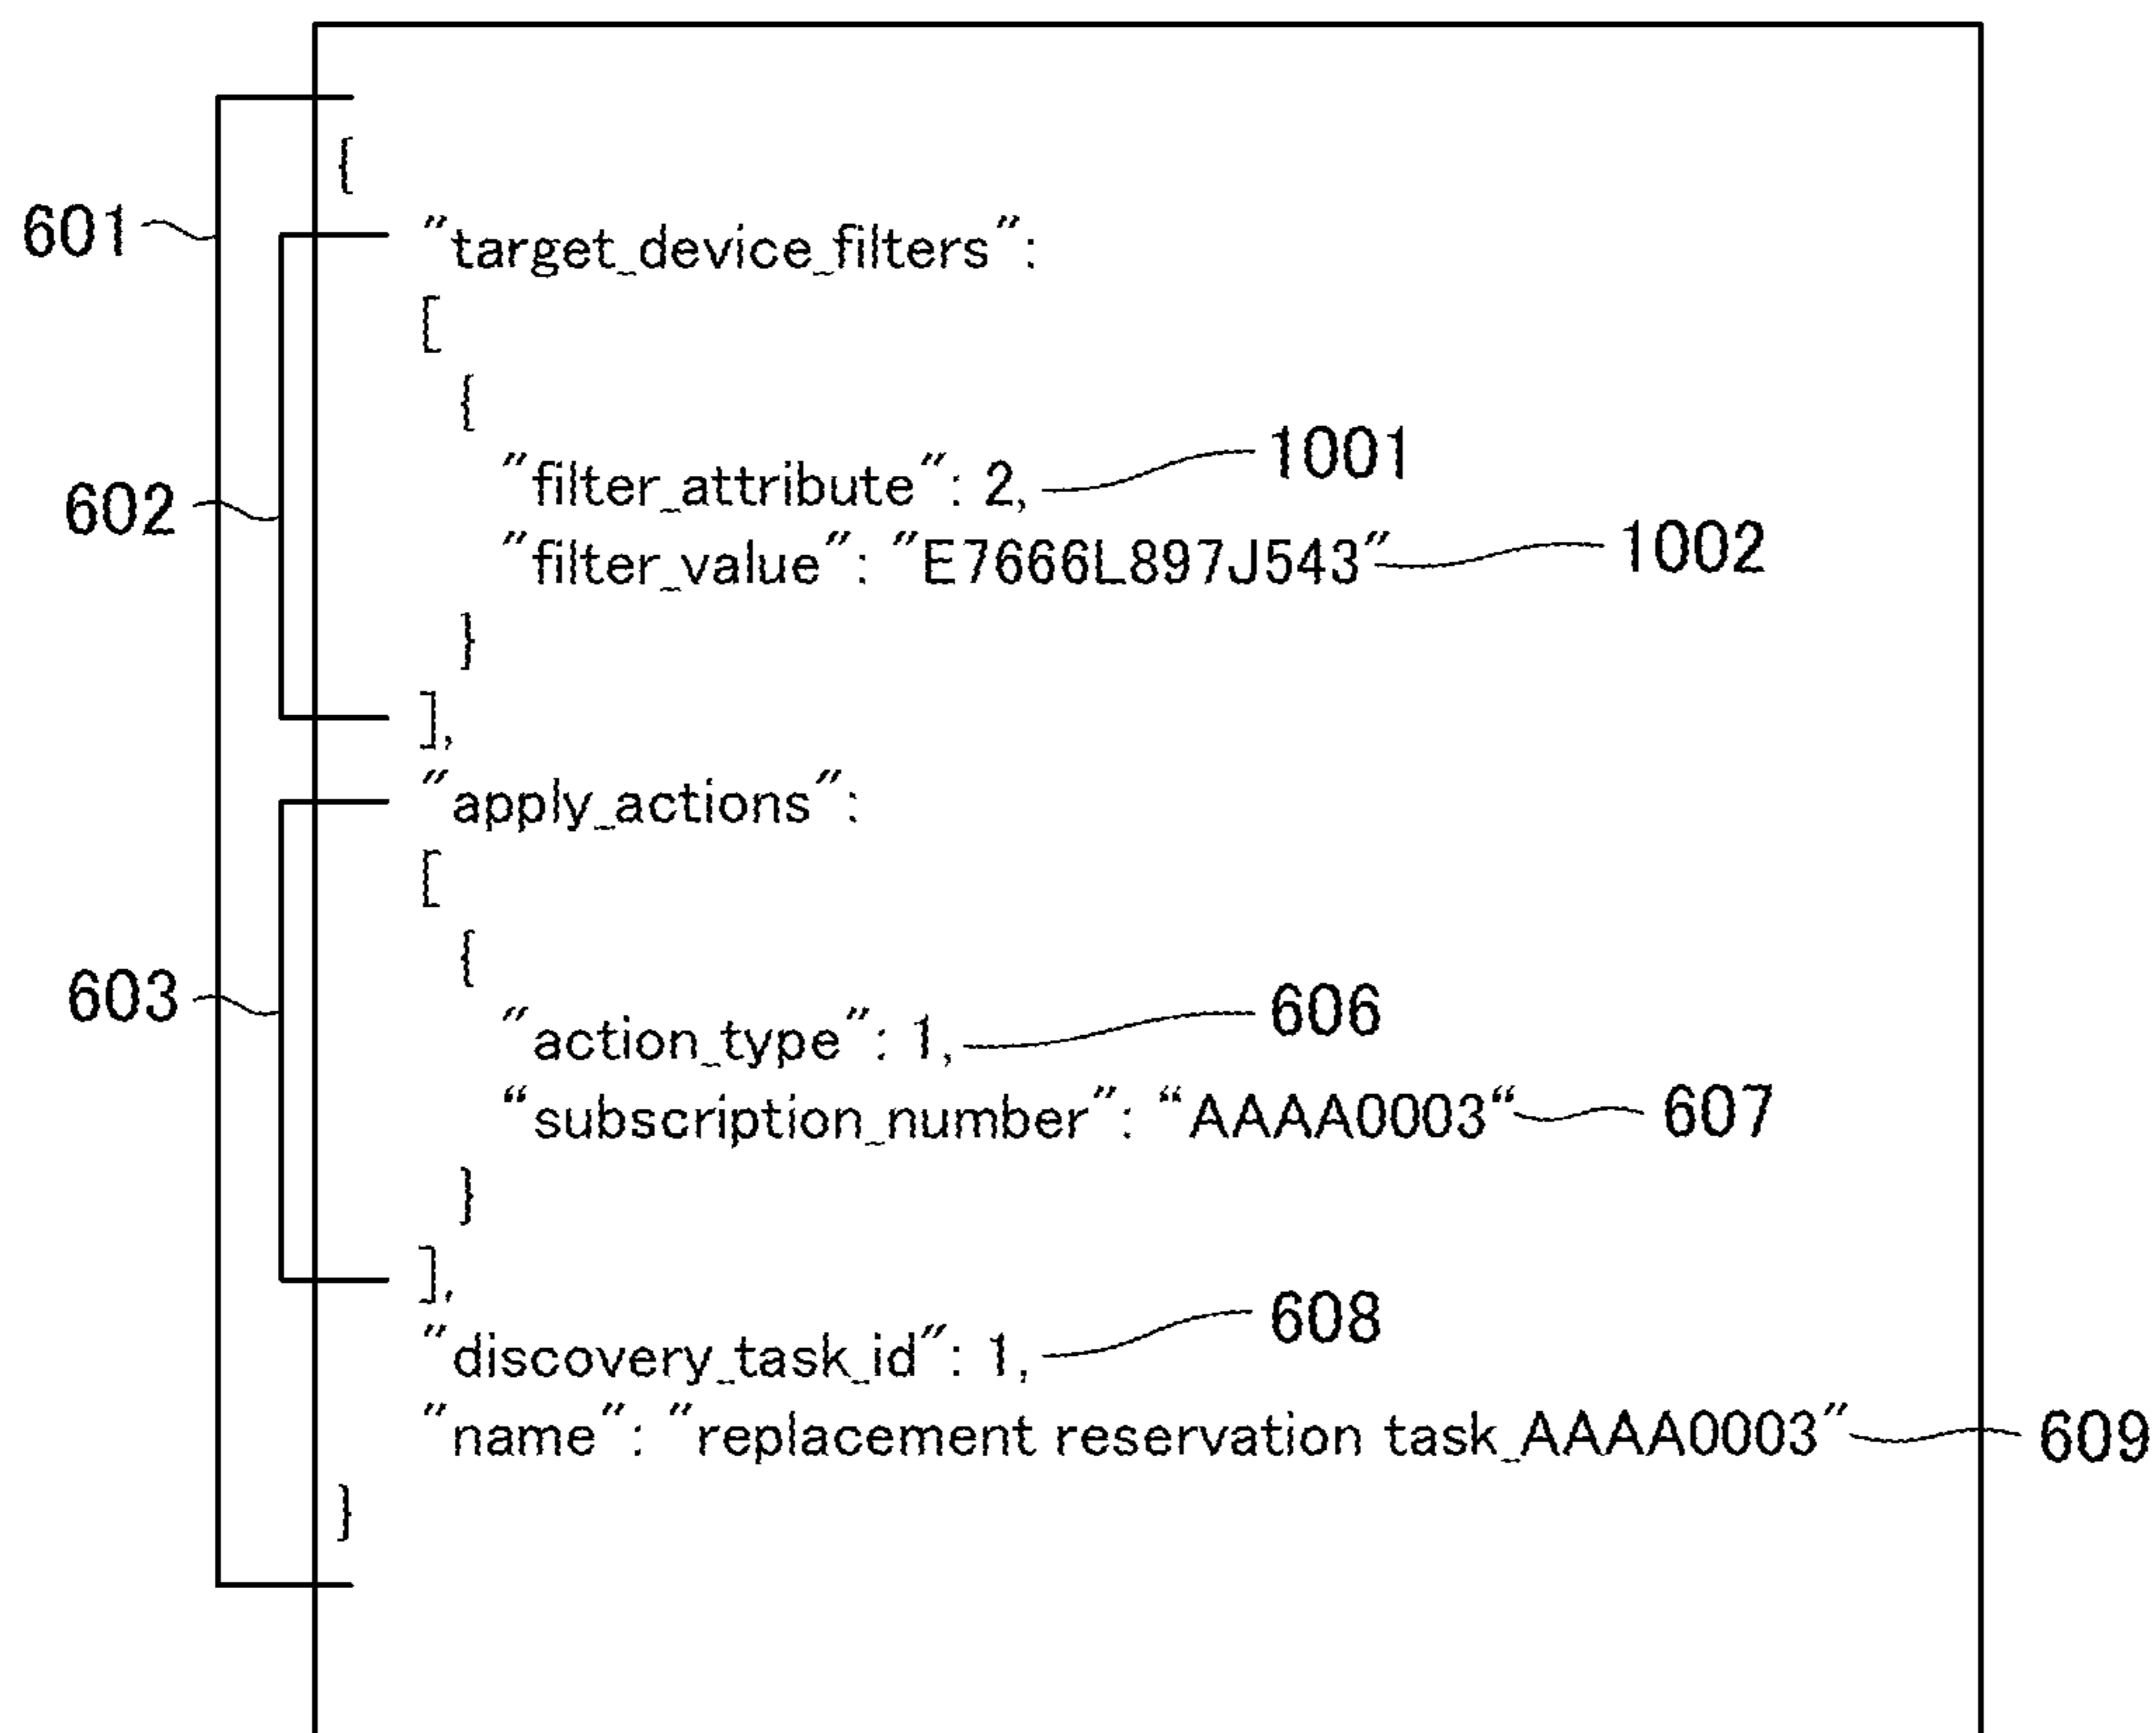 {
601
"target_device_filters":
[
{
"filter_attribute": 2, 1001
602
"filter_value": "E7666L897J543" 1002
}
],
"apply_actions":
[
{
603
"action_type": 1, 606
“subscription_number": “AAAA0003“ 607
}
],
"discovery_task_id": 1, 608
"name": "replacement reservation task_AAAA0003" 609
}